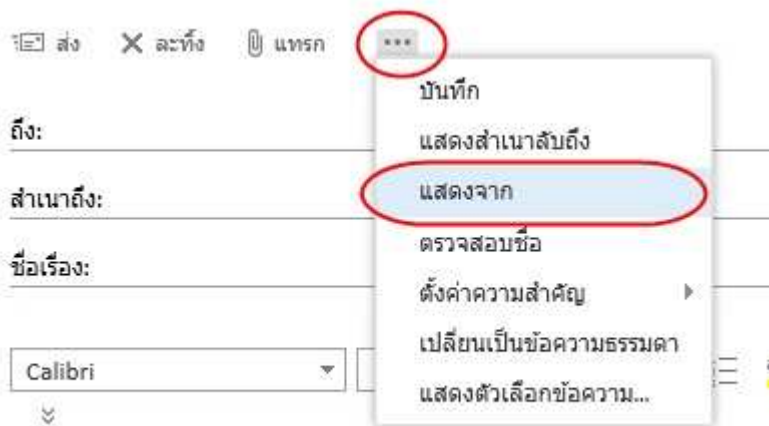 ส่ง ละทิ้ง แทรก ...
บันทึก
ถึง:
แสดงสำเนาลับถึง
แสดงจาก
สำเนาถึง:
ตรวจสอบชื่อ
ชื่อเรื่อง:
ตั้งค่าความสำคัญ
เปลี่ยนเป็นข้อความธรรมดา
Calibri
แสดงตัวเลือกข้อความ...